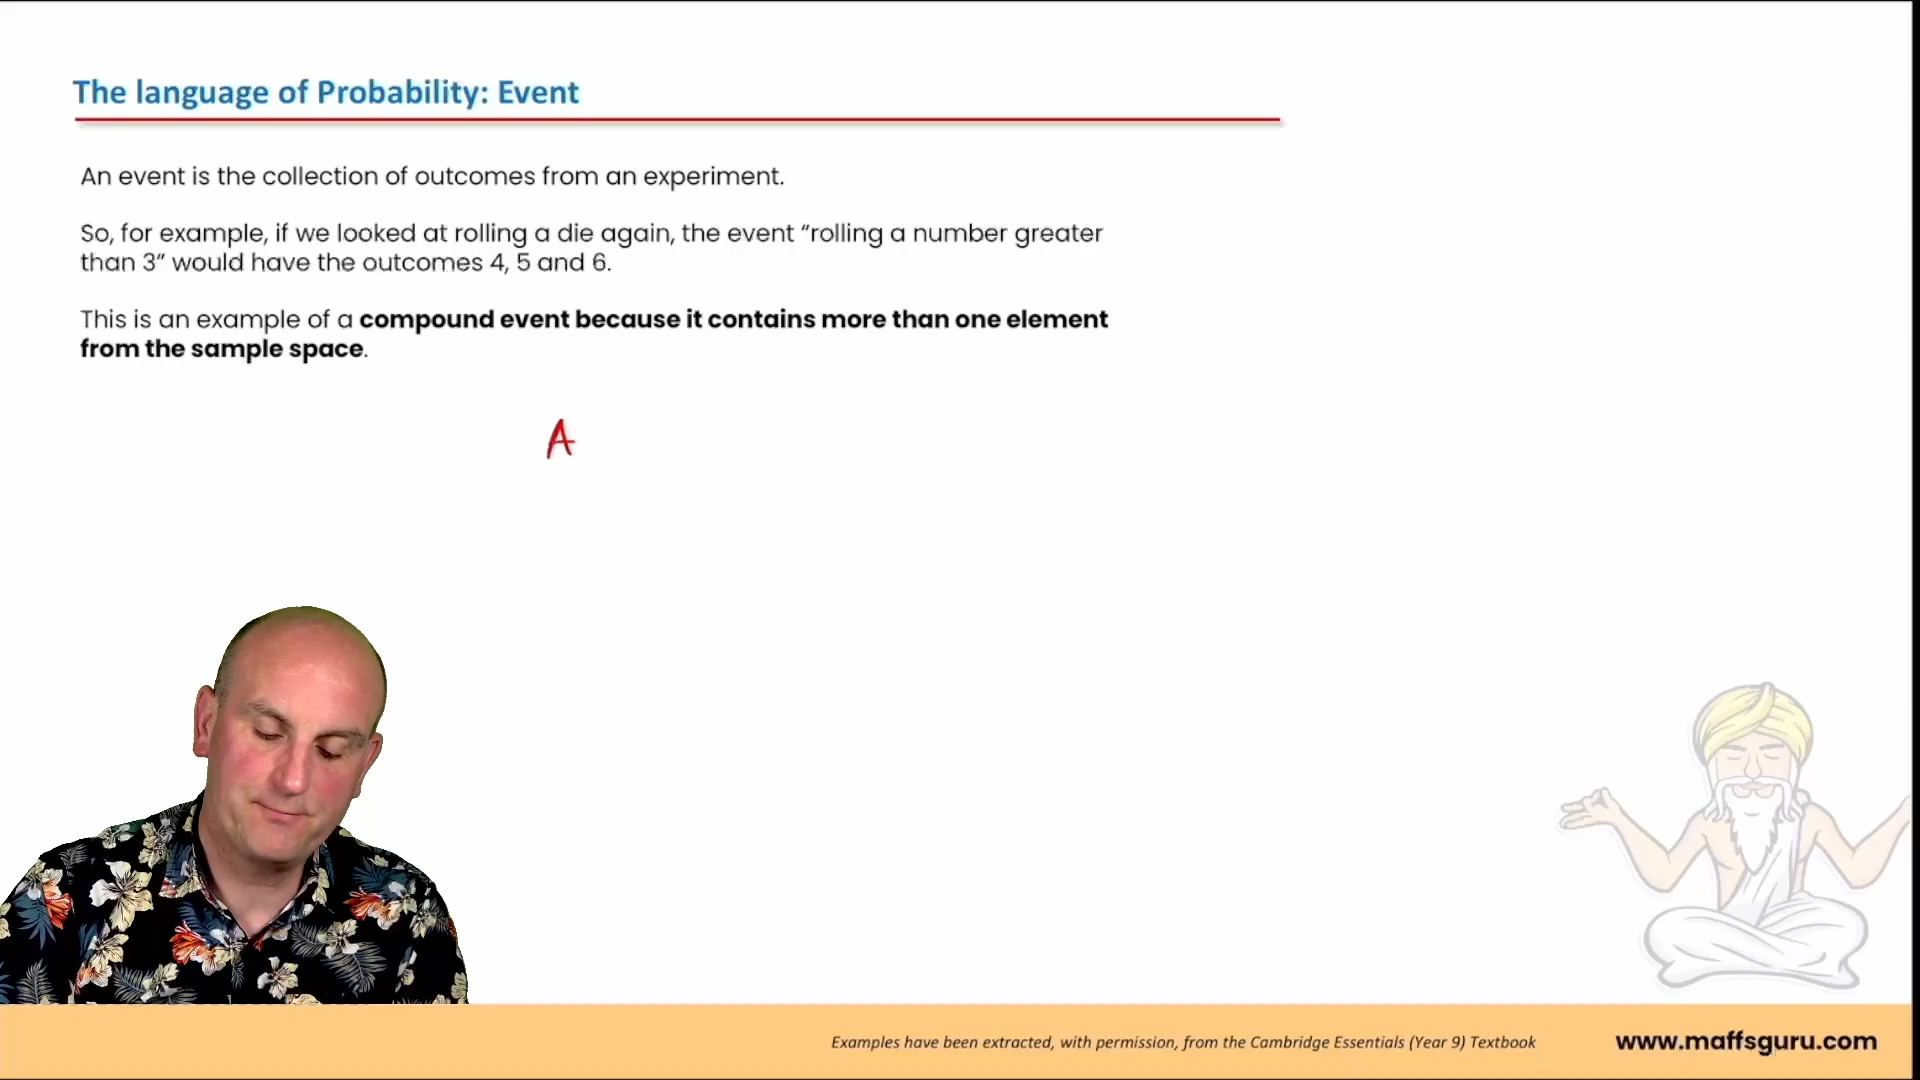 The language of Probability: Event
An event is the collection of outcomes from an experiment.
So, for example, if we looked at rolling a die again, the event “rolling a number greater
than 3” would have the outcomes 4, 5 and 6.
This is an example of a compound event because it contains more than one element
from the sample space.
A
Examples have been extracted, with permission, from the Cambridge Essentials (Year 9) Textbook
www.maffsguru.com